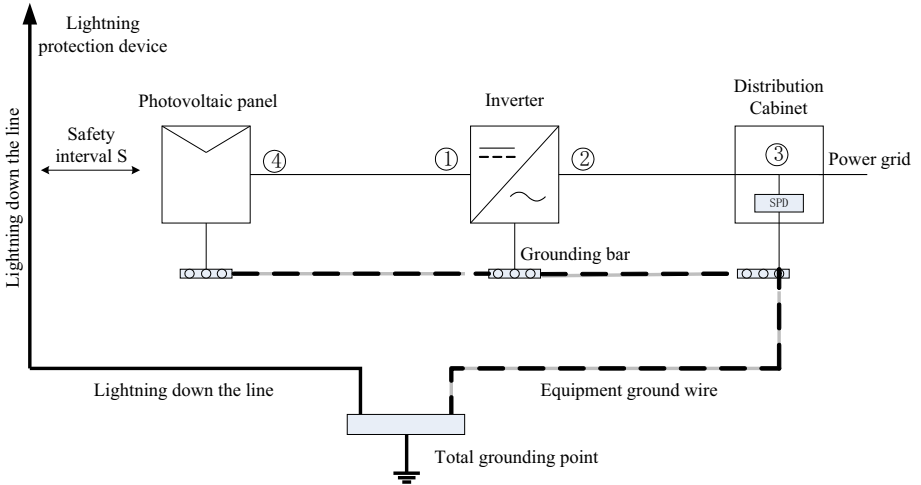 Lightning
protection device
Lightning down the line
Safety
interval S
Photovoltaic panel
④
①
Inverter
②
Distribution
Cabinet
③
SPD
Power grid
Grounding bar
Lightning down the line
Equipment ground wire
Total grounding point